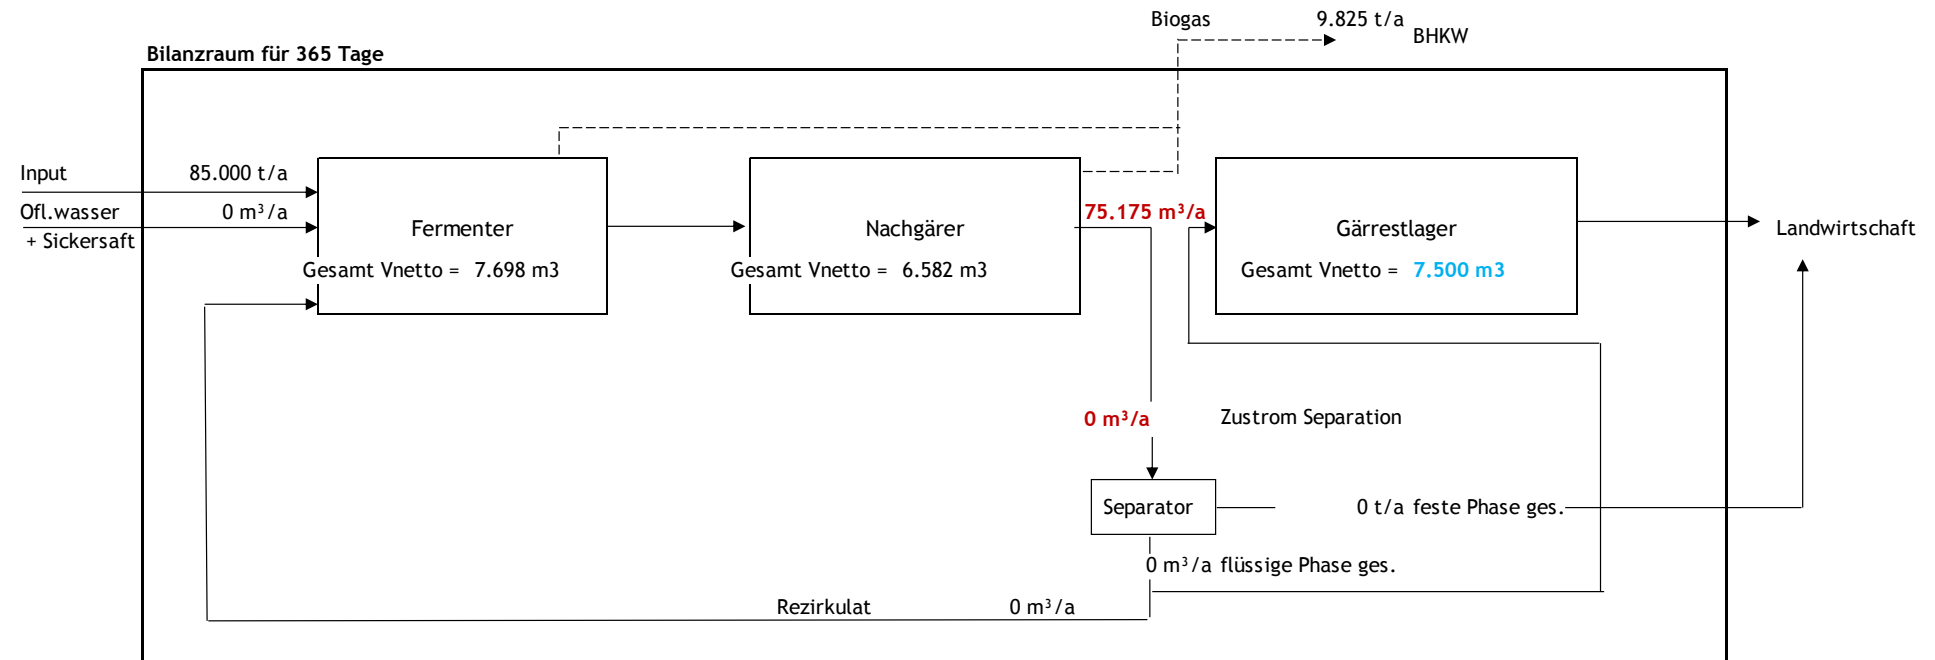 Biogas 9.825 t/a
BHKW
Bilanzraum für 365 Tage
Input 85.000 t/a
Ofl.wasser 0 m³/a
+ Sickersaft
Fermenter
Gesamt Vnetto = 7.698 m3
Nachgärer
Gesamt Vnetto = 6.582 m3
75.175 m³/a
Gärrestlager
Gesamt Vnetto = 7.500 m3
Landwirtschaft
0 m³/a Zustrom Separation
Separator
0 t/a feste Phase ges.
0 m³/a flüssige Phase ges.
Rezirkulat 0 m³/a